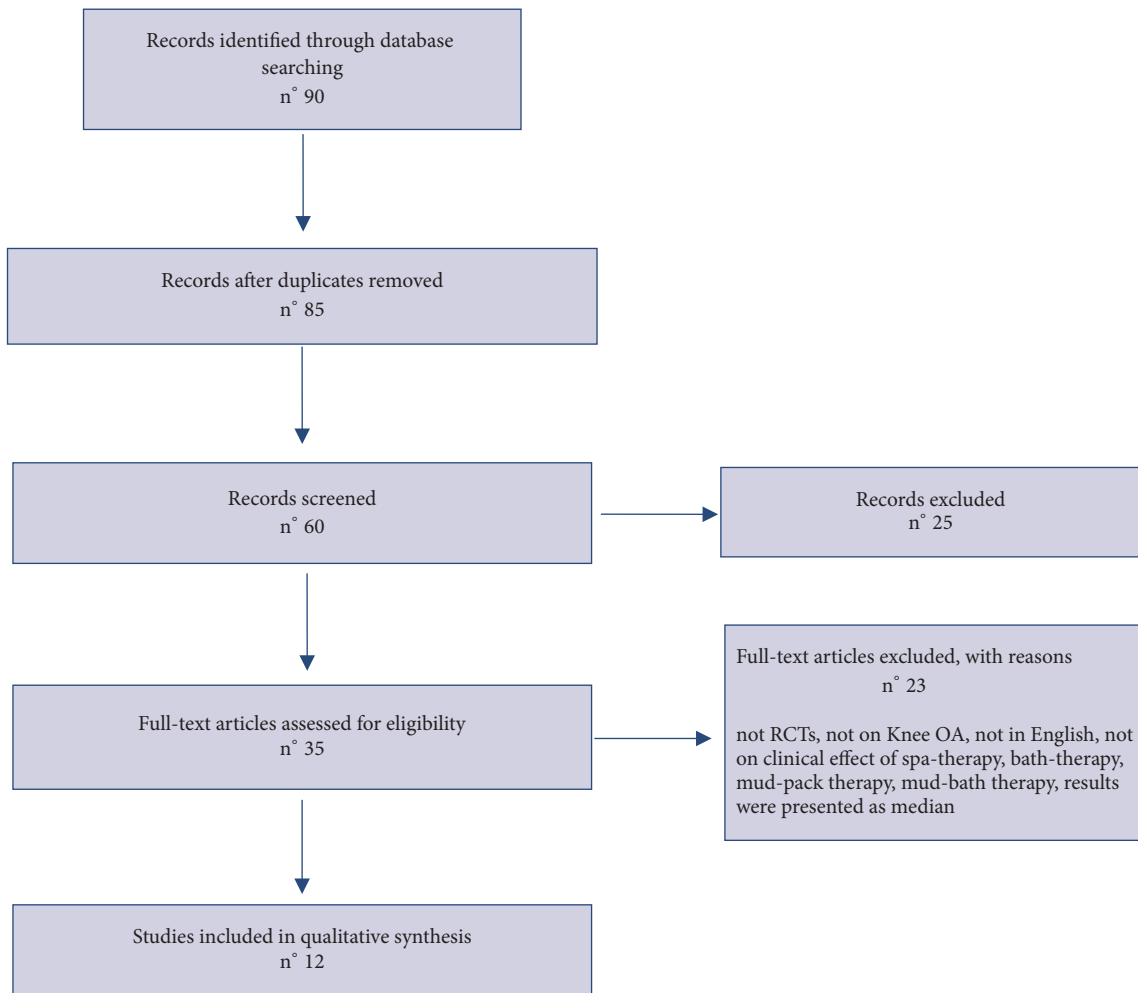 Records identified through database
searching
n° 90
Records after duplicates removed
n° 85
Records screened
n° 60
Records excluded
n° 25
Full-text articles assessed for eligibility
n° 35
Full-text articles excluded, with reasons
n° 23
not RCTs, not on Knee OA, not in English, not
on clinical effect of spa-therapy, bath-therapy,
mud-pack therapy, mud-bath therapy, results
were presented as median
Studies included in qualitative synthesis
n° 12